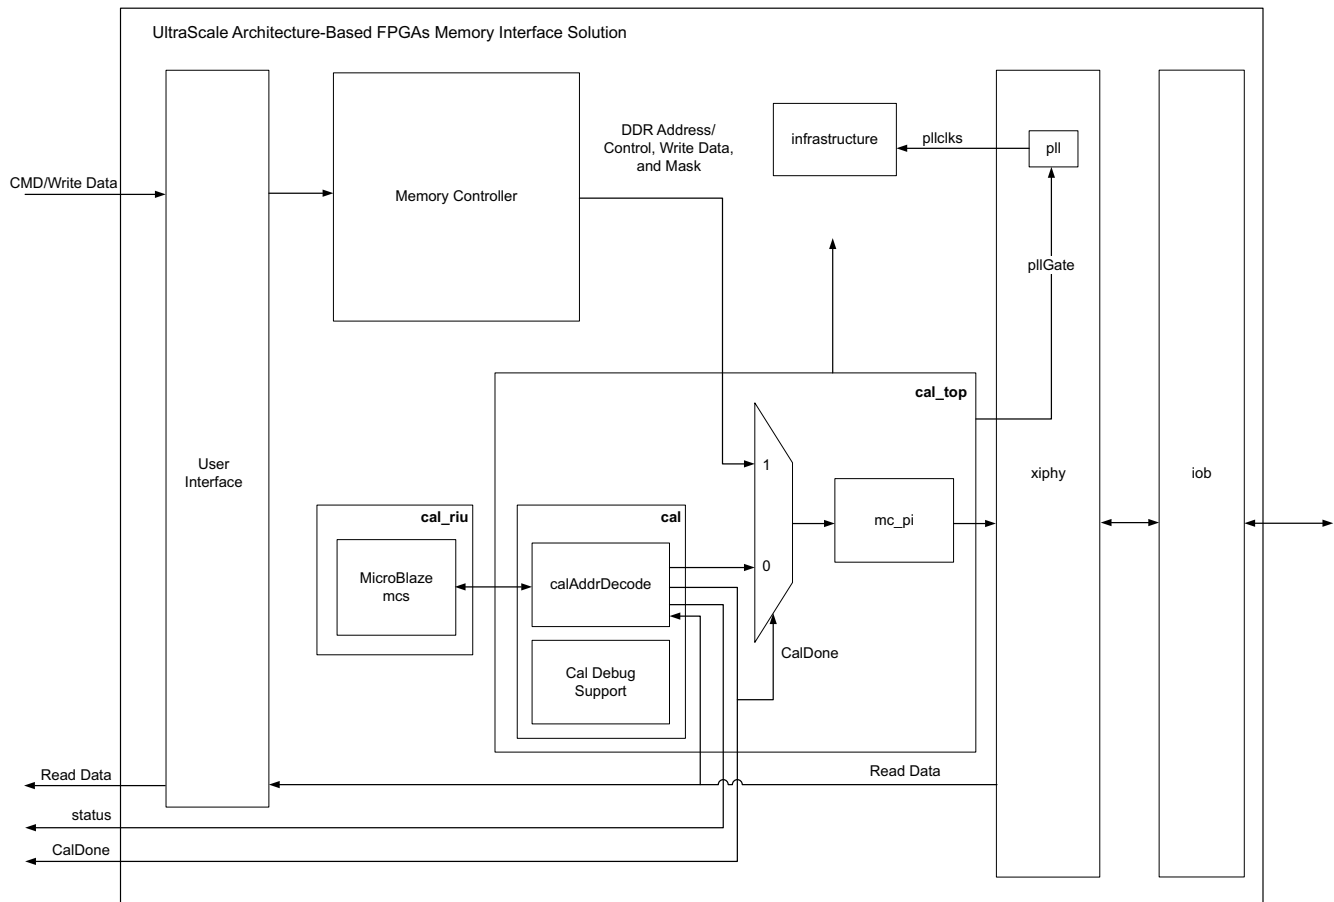 UltraScale Architecture-Based FPGAs Memory Interface Solution
CMD/Write Data
Memory Controller
DDR Address/
Control, Write Data,
and Mask
infrastructure
pllclks
pll
pllGate
cal_top
User
Interface
1
xiphy
iob
cal_riu
cal
mc_pi
MicroBlaze
mcs
calAddrDecode
0
Cal Debug
Support
CalDone
Read Data
Read Data
status
CalDone